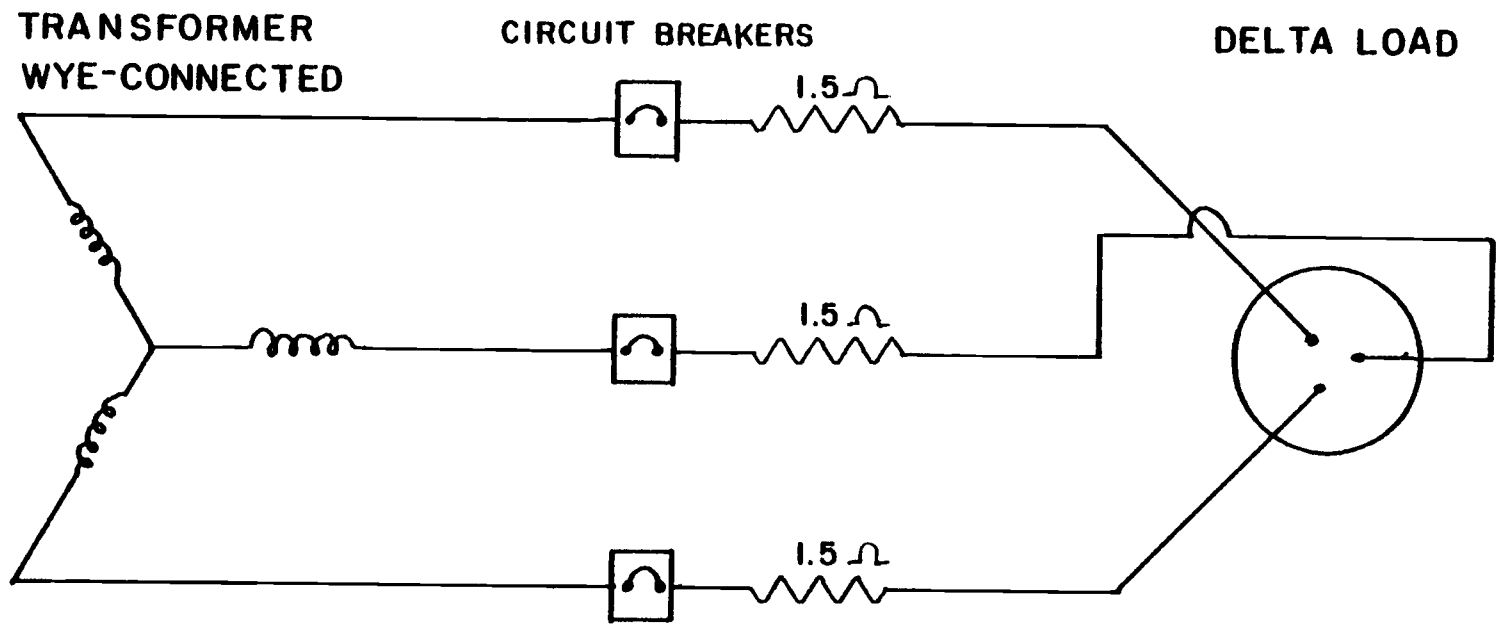 TRANSFORMER
WYE-CONNECTED
CIRCUIT BREAKERS
DELTA LOAD
1.5Ω
1.5Ω
1.5Ω